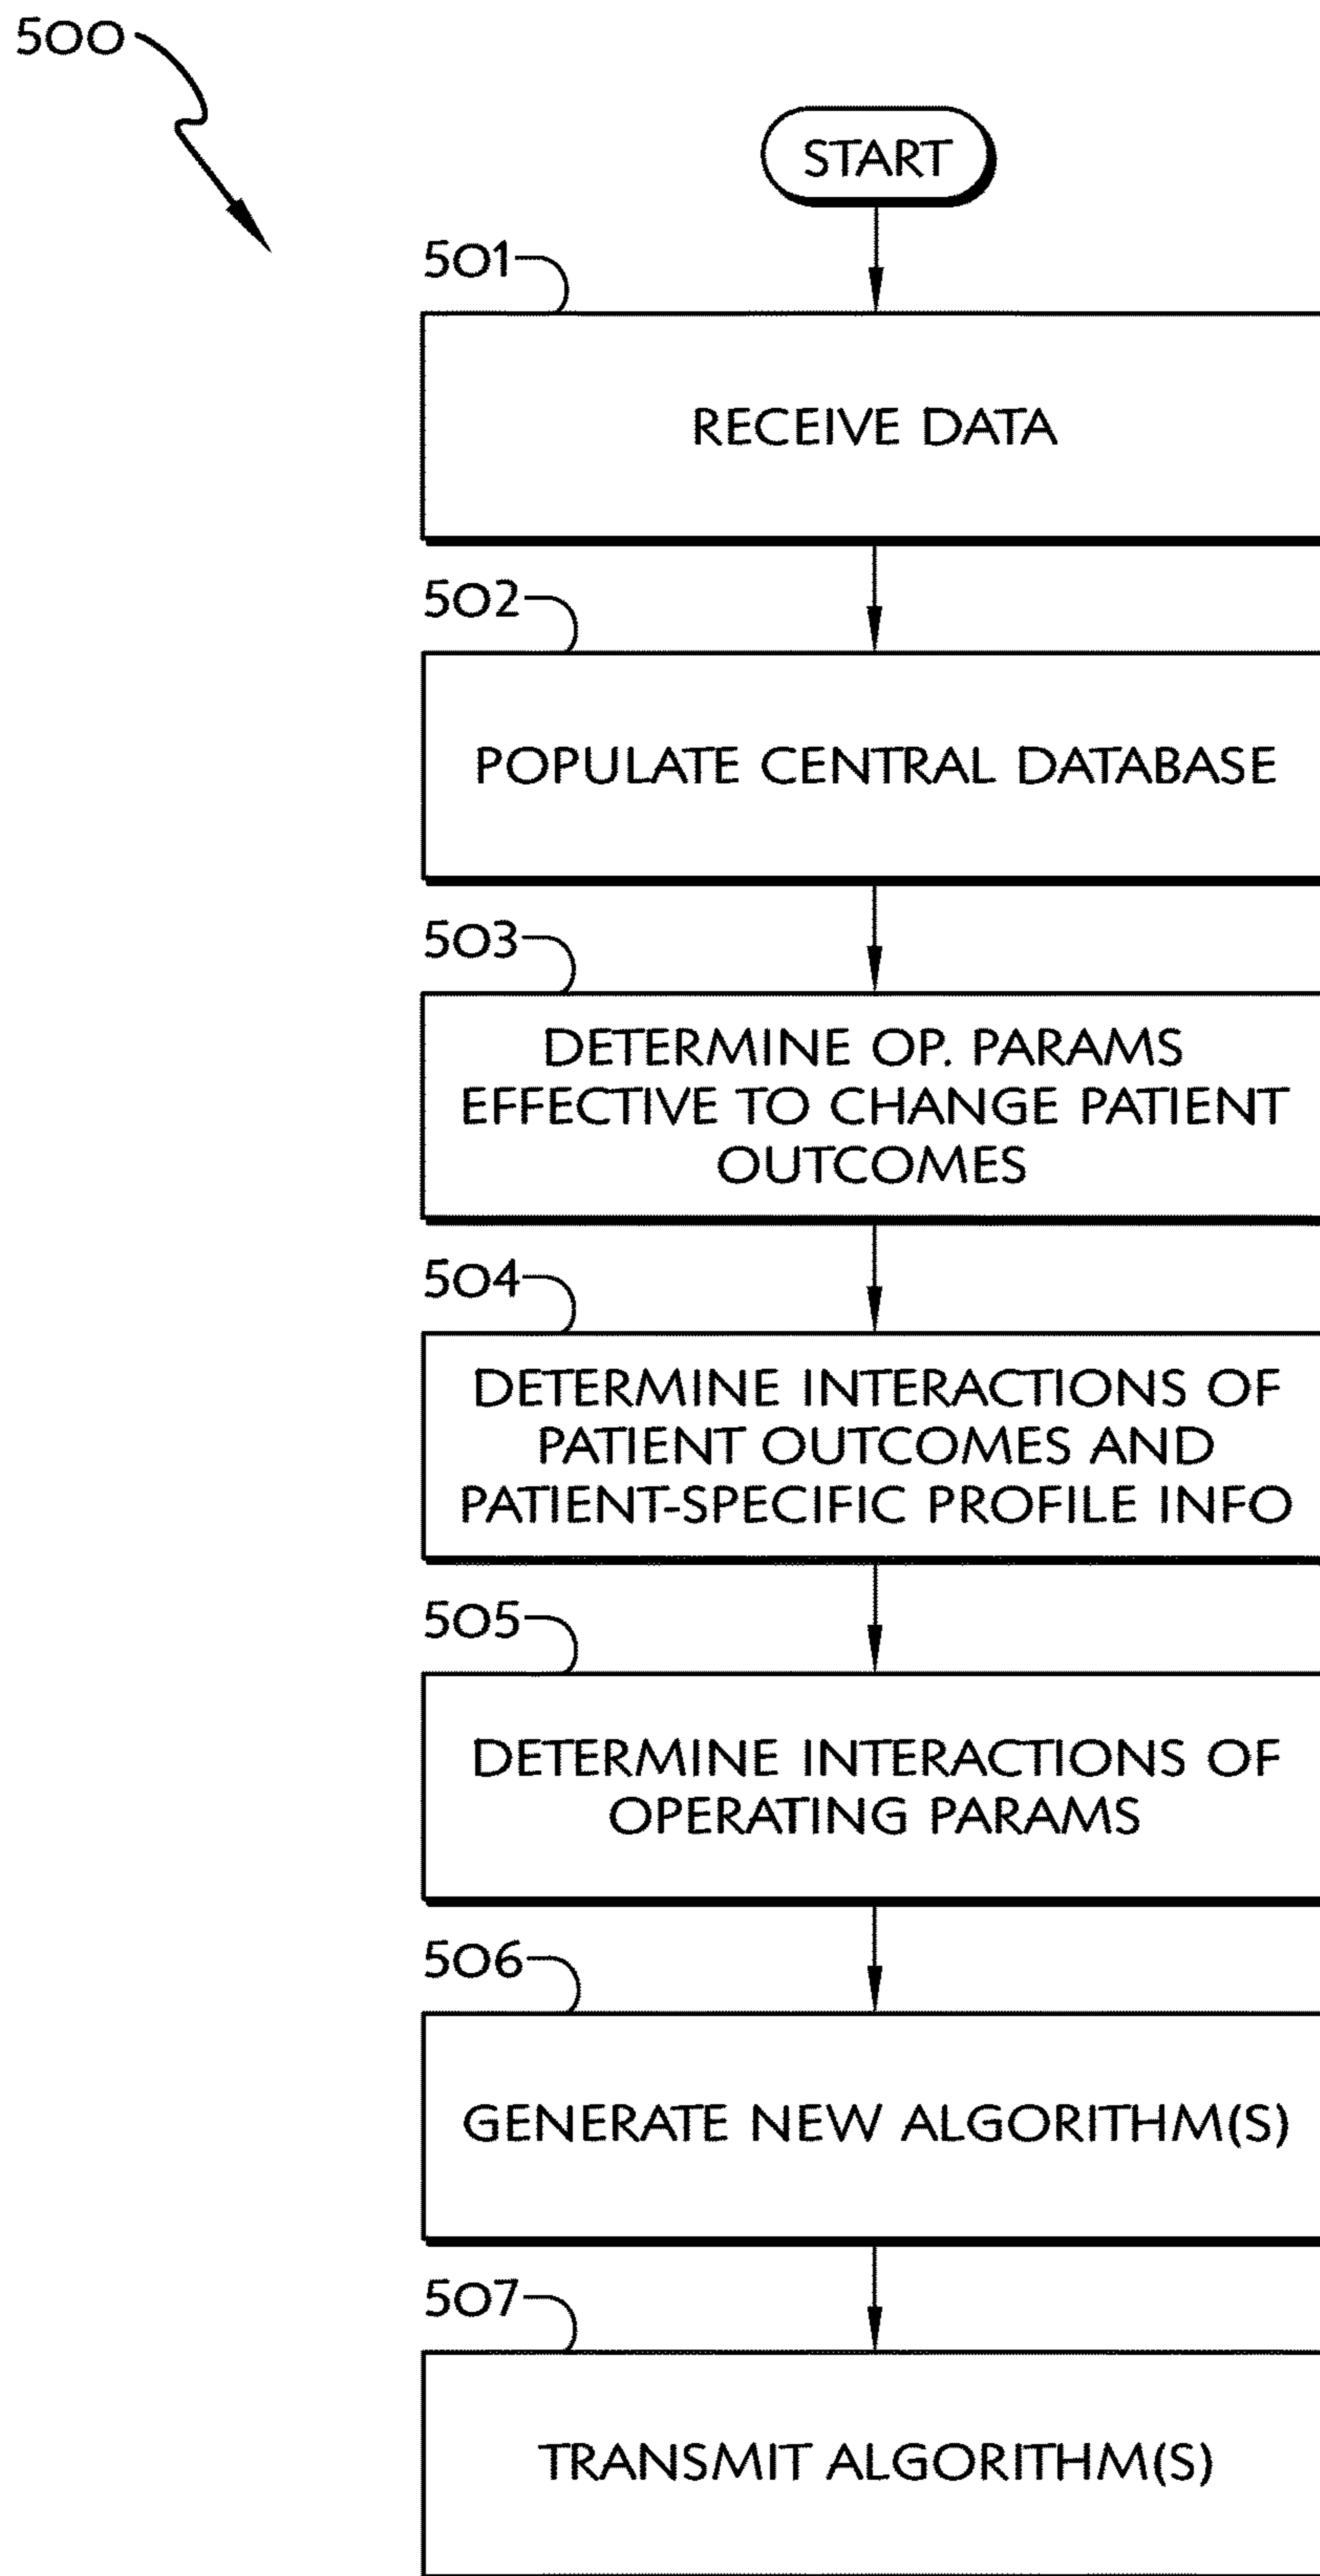 500
START
501
RECEIVE DATA
502
POPULATE CENTRAL DATABASE
503
DETERMINE OP. PARAMS
EFFECTIVE TO CHANGE PATIENT
OUTCOMES
504
DETERMINE INTERACTIONS OF
PATIENT OUTCOMES AND
PATIENT-SPECIFIC PROFILE INFO
505
DETERMINE INTERACTIONS OF
OPERATING PARAMS
506
GENERATE NEW ALGORITHM(S)
507
TRANSMIT ALGORITHM(S)